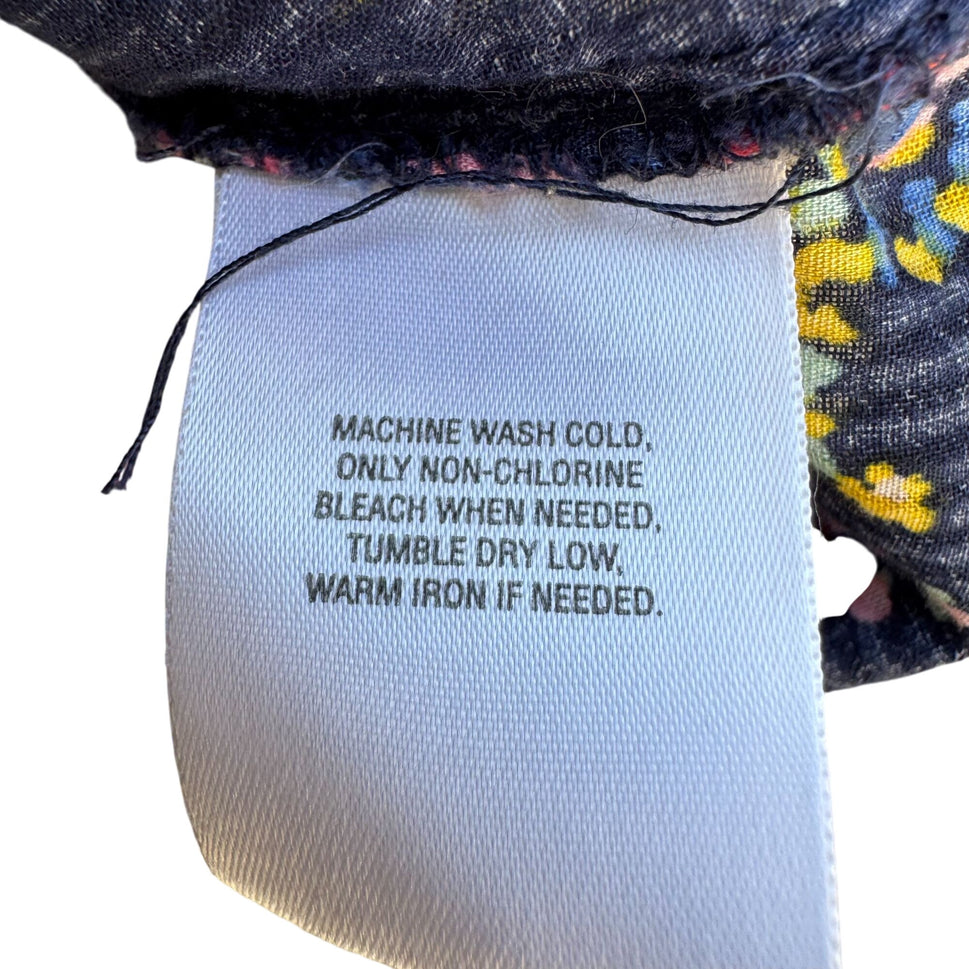 MACHINE WASH COLD,
ONLY NON-CHLORINE
BLEACH WHEN NEEDED,
TUMBLE DRY LOW,
WARM IRON IF NEEDED.